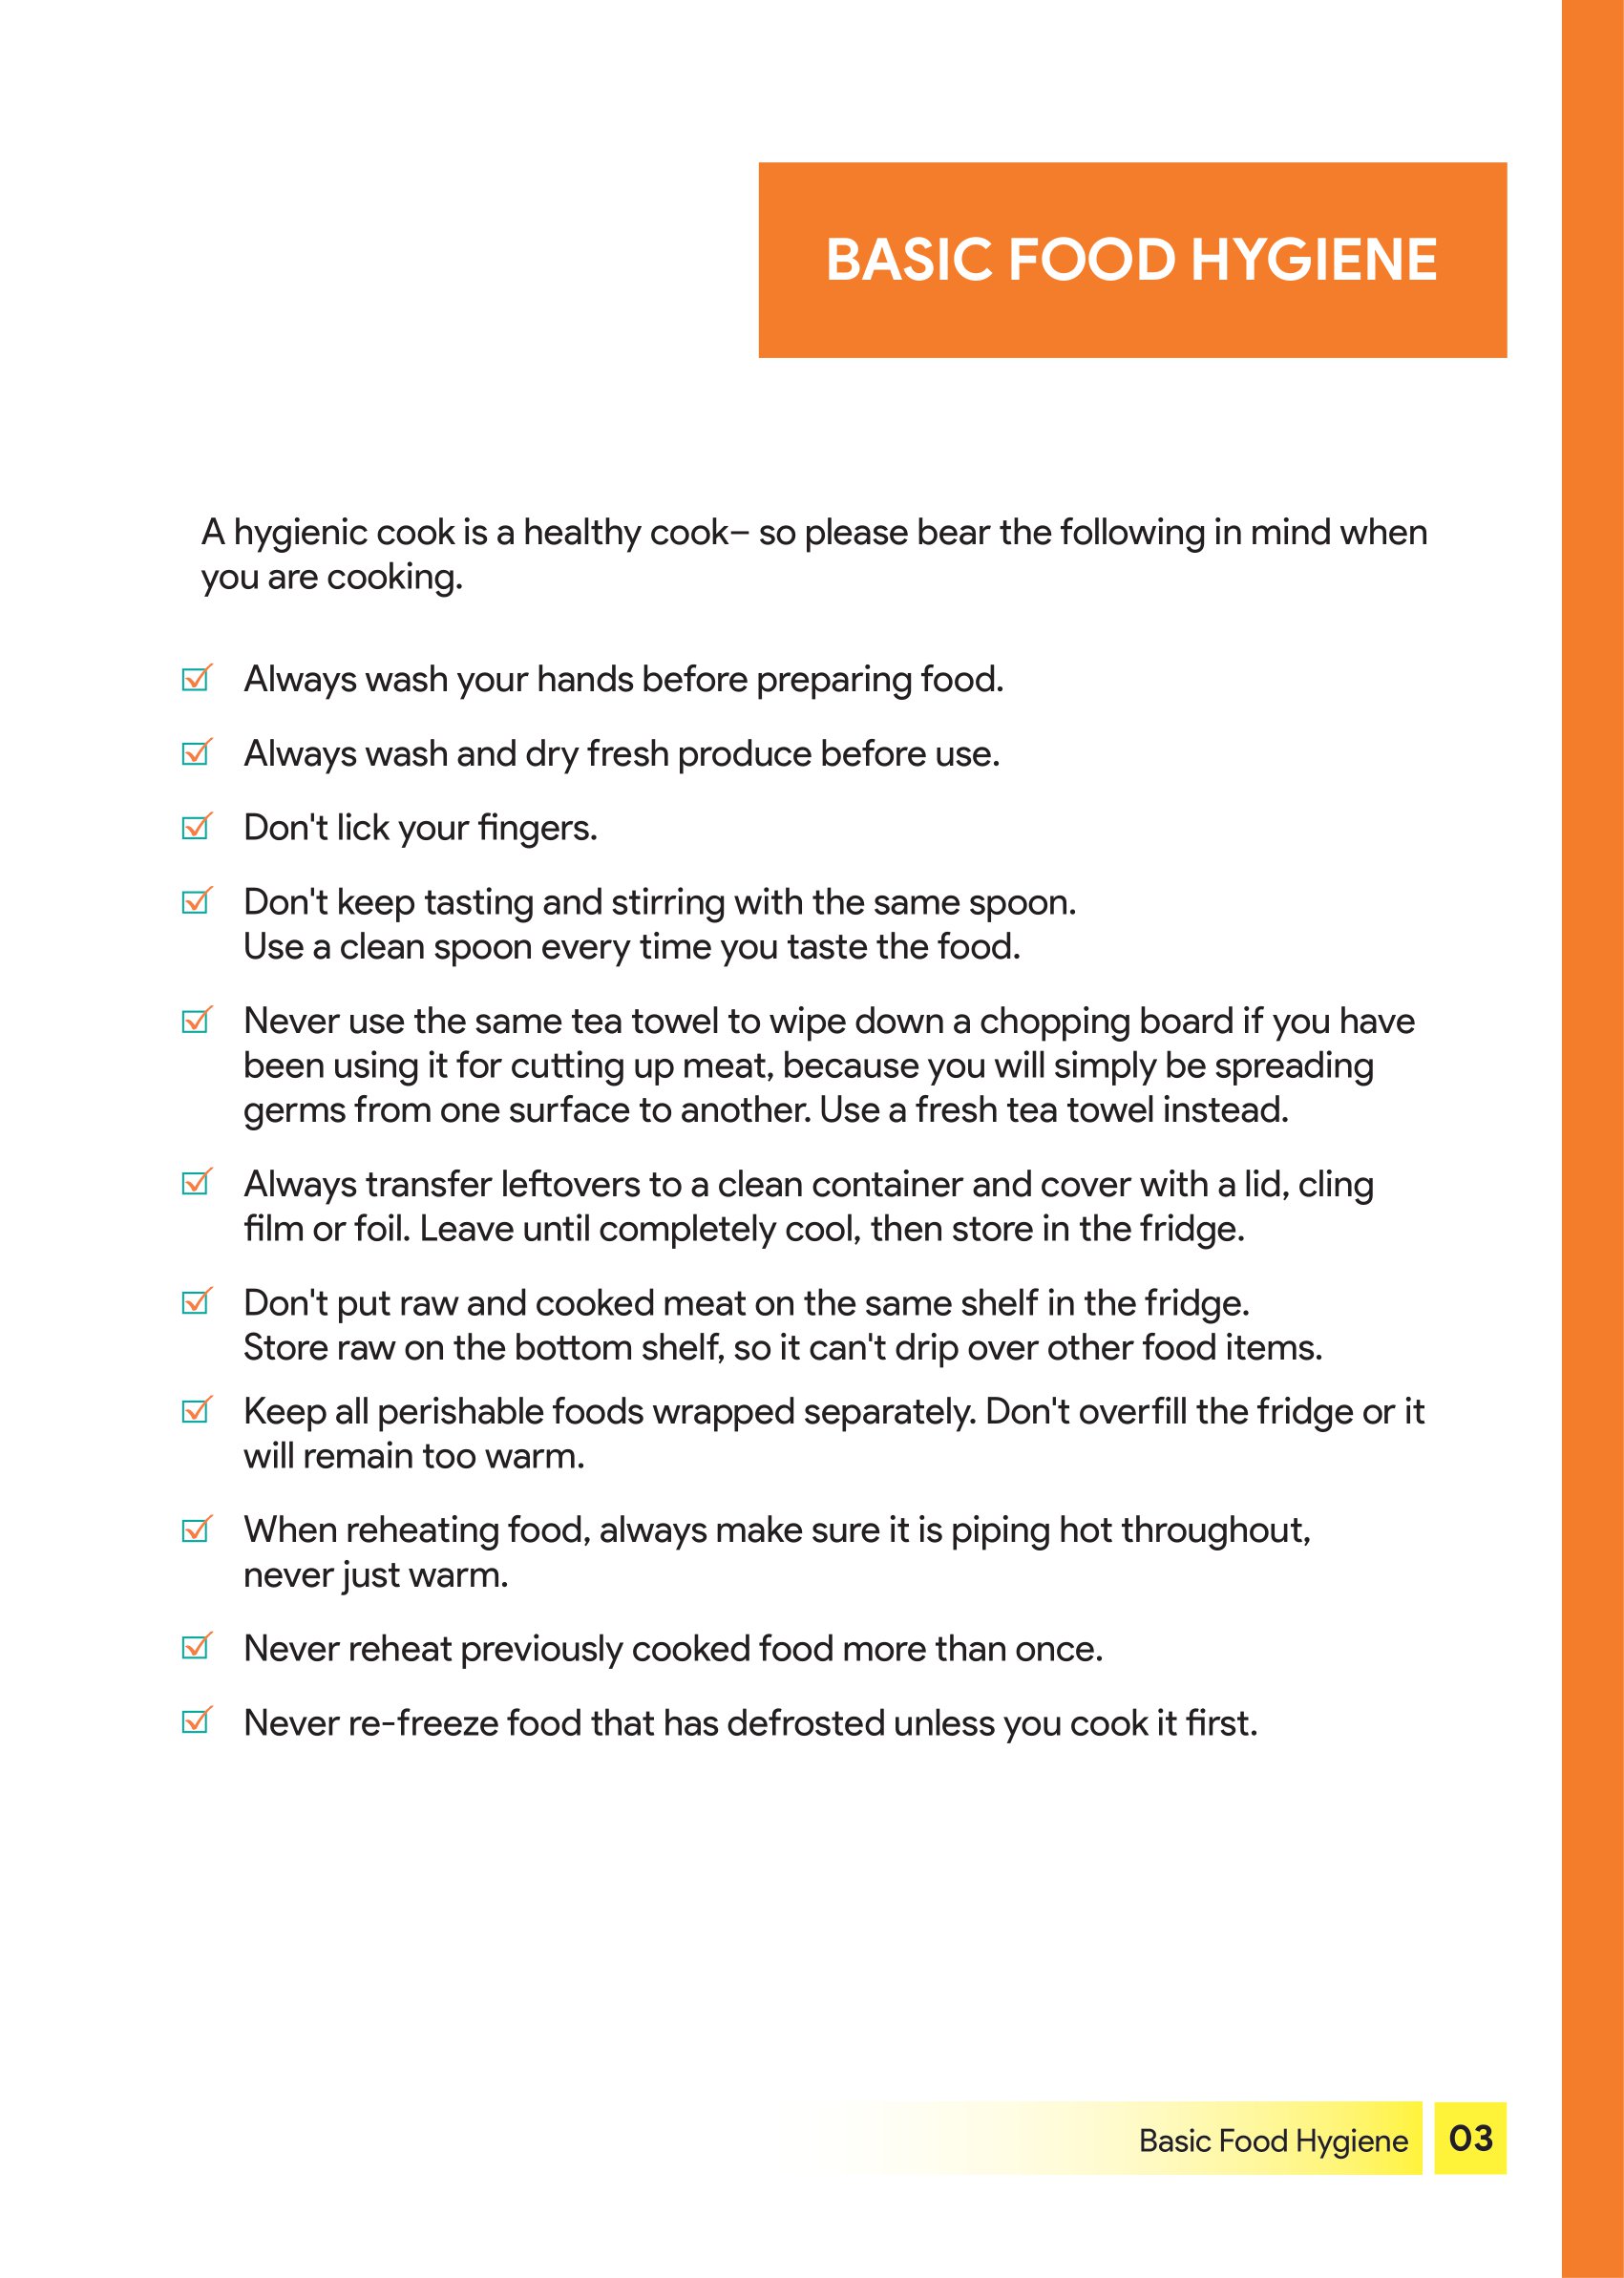 BASIC FOOD HYGIENE
A hygienic cook is a healthy cook– so please bear the following in mind when
you are cooking.
Always wash your hands before preparing food.
Always wash and dry fresh produce before use.
Don't lick your fingers.
Don't keep tasting and stirring with the same spoon.
Use a clean spoon every time you taste the food.
Never use the same tea towel to wipe down a chopping board if you have
been using it for cutting up meat, because you will simply be spreading
germs from one surface to another. Use a fresh tea towel instead.
Always transfer leftovers to a clean container and cover with a lid, cling
film or foil. Leave until completely cool, then store in the fridge.
Don't put raw and cooked meat on the same shelf in the fridge.
Store raw on the bottom shelf, so it can't drip over other food items.
Keep all perishable foods wrapped separately. Don't overfill the fridge or it
will remain too warm.
When reheating food, always make sure it is piping hot throughout,
never just warm.
Never reheat previously cooked food more than once.
Never re-freeze food that has defrosted unless you cook it first.
Basic Food Hygiene 03